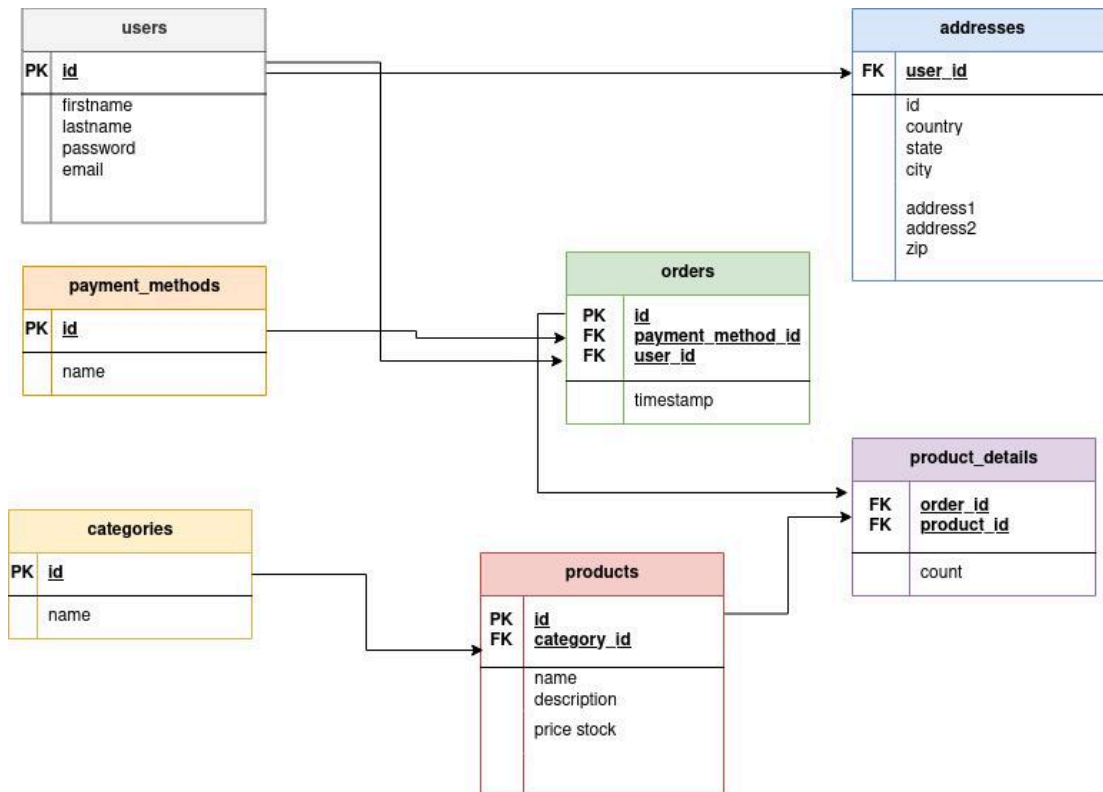 users
PK id
firstname
lastname
password
email
addresses
FK user_id
id
country
state
city
address1
address2
zip
payment_methods
PK id
name
orders
PK id
FK payment_method_id
FK user_id
timestamp
product_details
FK order_id
FK product_id
count
categories
PK id
name
products
PK id
FK category_id
name
description
price stock